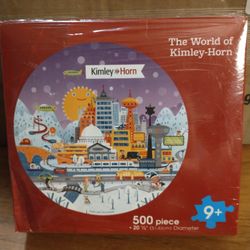 The World of
Kimley-Horn
Kimley»Horn
500 piece
9+